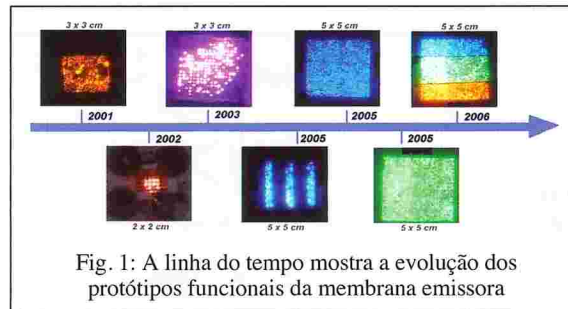 3 x 3 cm
3 x 3 cm
5 x 5 cm
5 x 5 cm
2001
2003
2005
2006
2002
2005
2005
2 x 2 cm
5 x 5 cm
5 x 5 cm
Fig. 1: A linha do tempo mostra a evolução dos
protótipos funcionais da membrana emissora